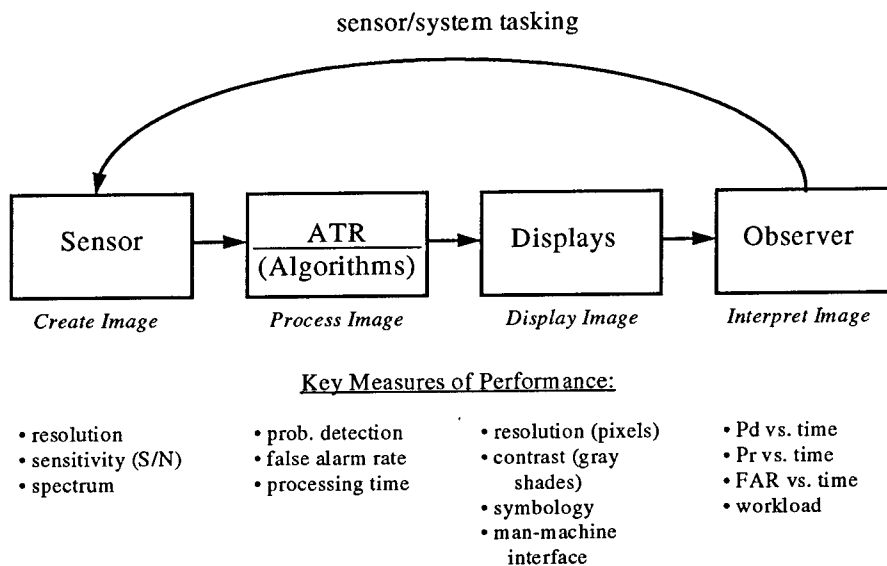 sensor/system tasking
Sensor
ATR
(Algorithms)
Displays
Observer
Create Image
Process Image
Display Image
Interpret Image
Key Measures of Performance:
• resolution
• sensitivity (S/N)
• spectrum
• prob. detection
• false alarm rate
• processing time
• resolution (pixels)
• contrast (gray
shades)
• symbology
• man-machine
interface
• Pd vs. time
• Pr vs. time
• FAR vs. time
• workload